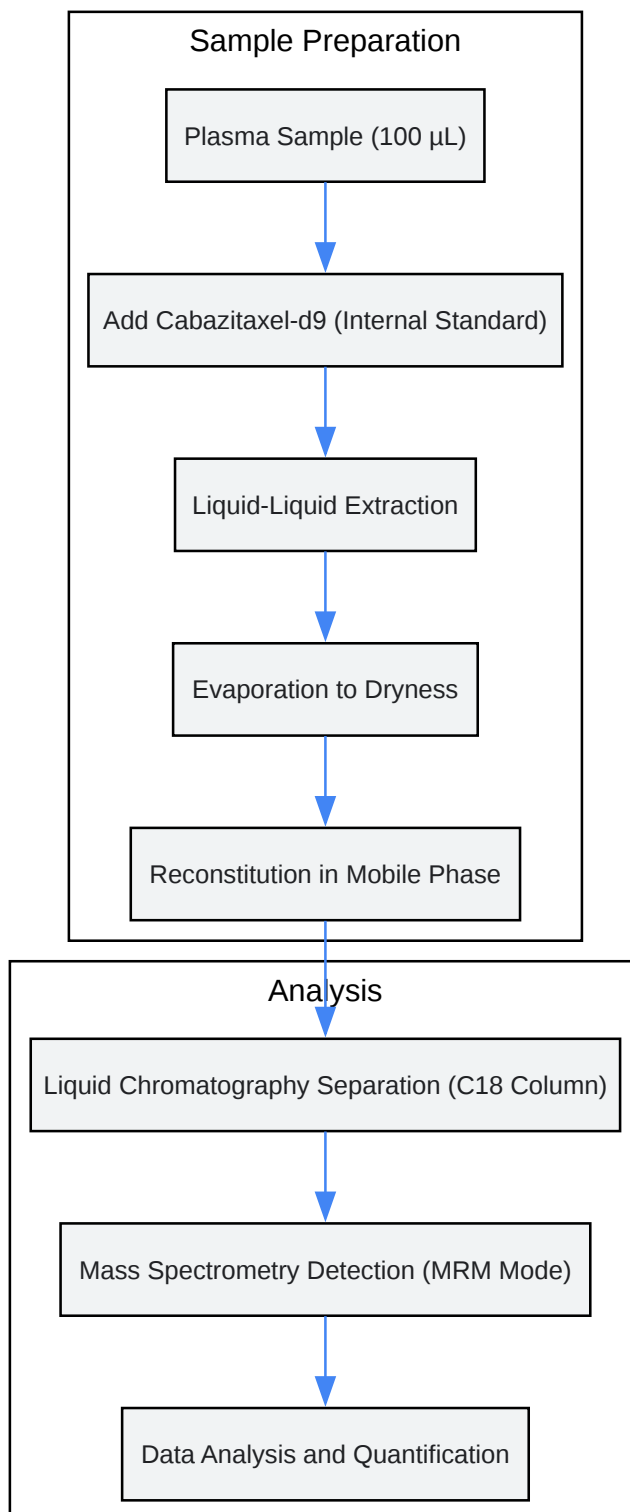 Sample Preparation
Plasma Sample (100 µL)
Add Cabazitaxel-d9 (Internal Standard)
Liquid-Liquid Extraction
Evaporation to Dryness
Reconstitution in Mobile Phase
Analysis
Liquid Chromatography Separation (C18 Column)
Mass Spectrometry Detection (MRM Mode)
Data Analysis and Quantification